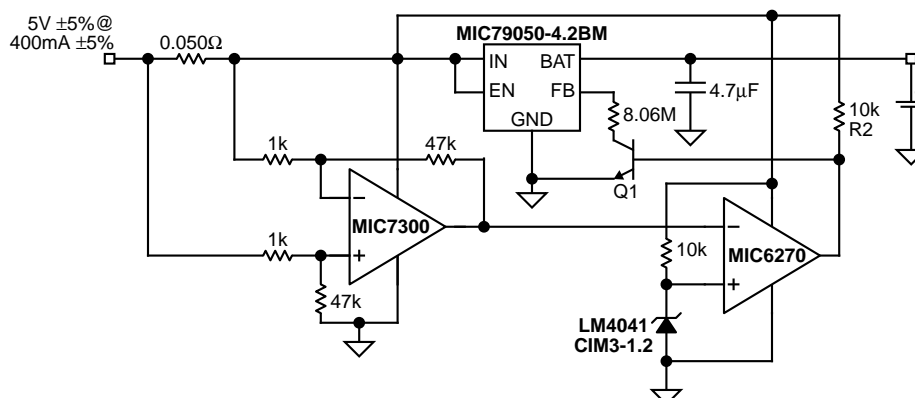 5V ±5%@
400mA ±5%
0.050Ω
MIC79050-4.2BM
IN
BAT
EN
FB
GND
4.7µF
8.06M
10k
R2
1k
47k
Q1
MIC7300
1k
47k
10k
MIC6270
LM4041
CIM3-1.2